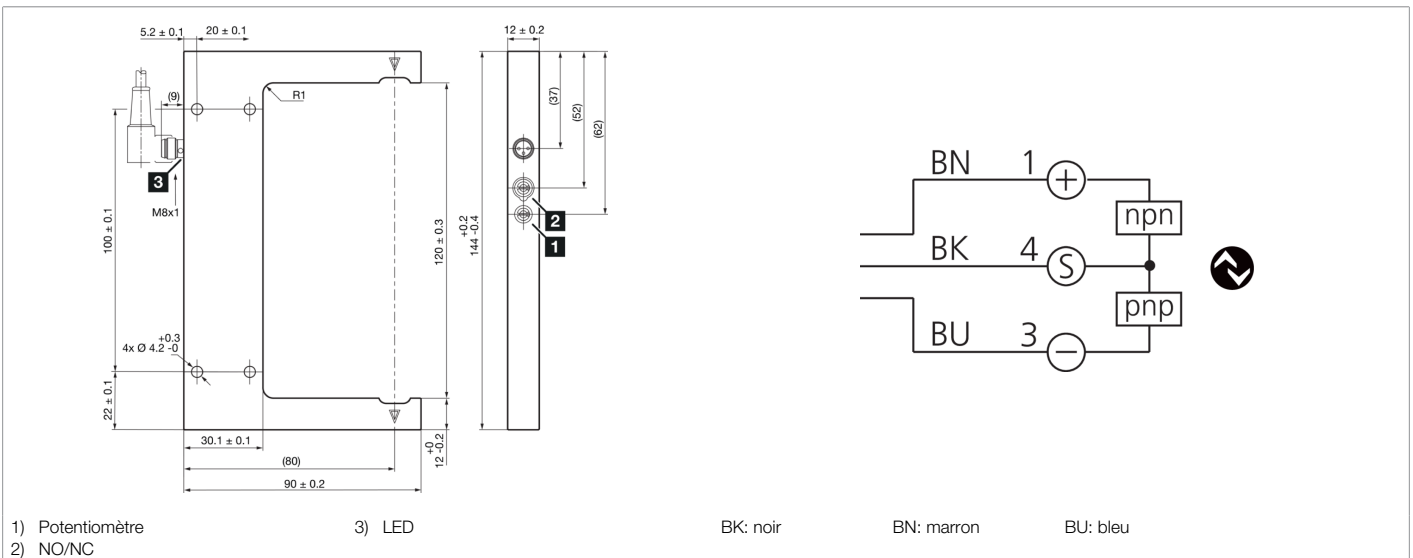 5.2 ± 0.1
20 ± 0.1
12 ± 0.2
(9)
R1
(37)
(52)
(62)
3
M8x1
2
1
100 ± 0.1
120 ± 0.3
+0.2
144 -0.4
+0.3
4x Ø 4.2 -0
22 ± 0.1
30.1 ± 0.1
+0
12 -0.2
(80)
90 ± 0.2
BN 1 +
npn
BK 4 S
pnp
BU 3 −
1) Potentiomètre 3) LED BK: noir BN: marron BU: bleu
2) NO/NC